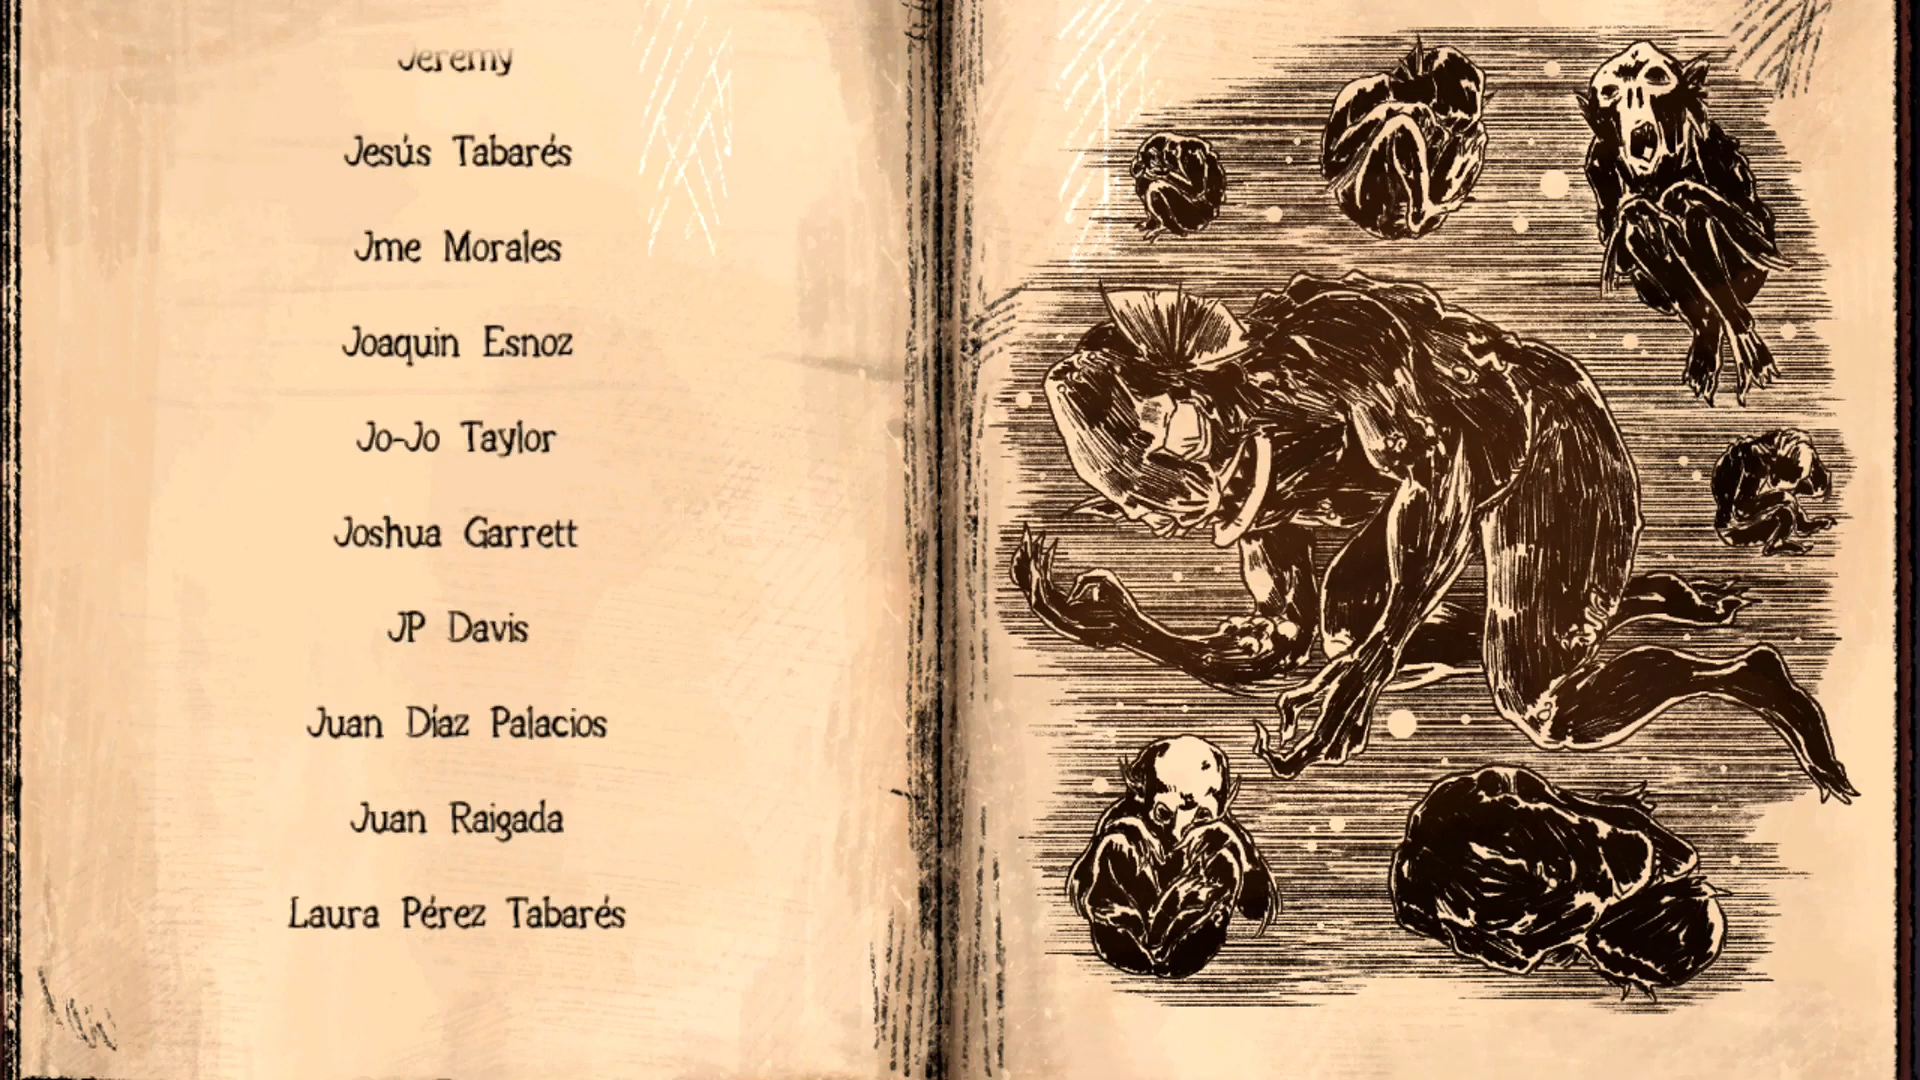 Jeremy
Jesús Tabarés
Jme Morales
Joaquin Esnoz
Jo-Jo Taylor
Joshua Garrett
JP Davis
Juan Díaz Palacios
Juan Raigada
Laura Pérez Tabarés